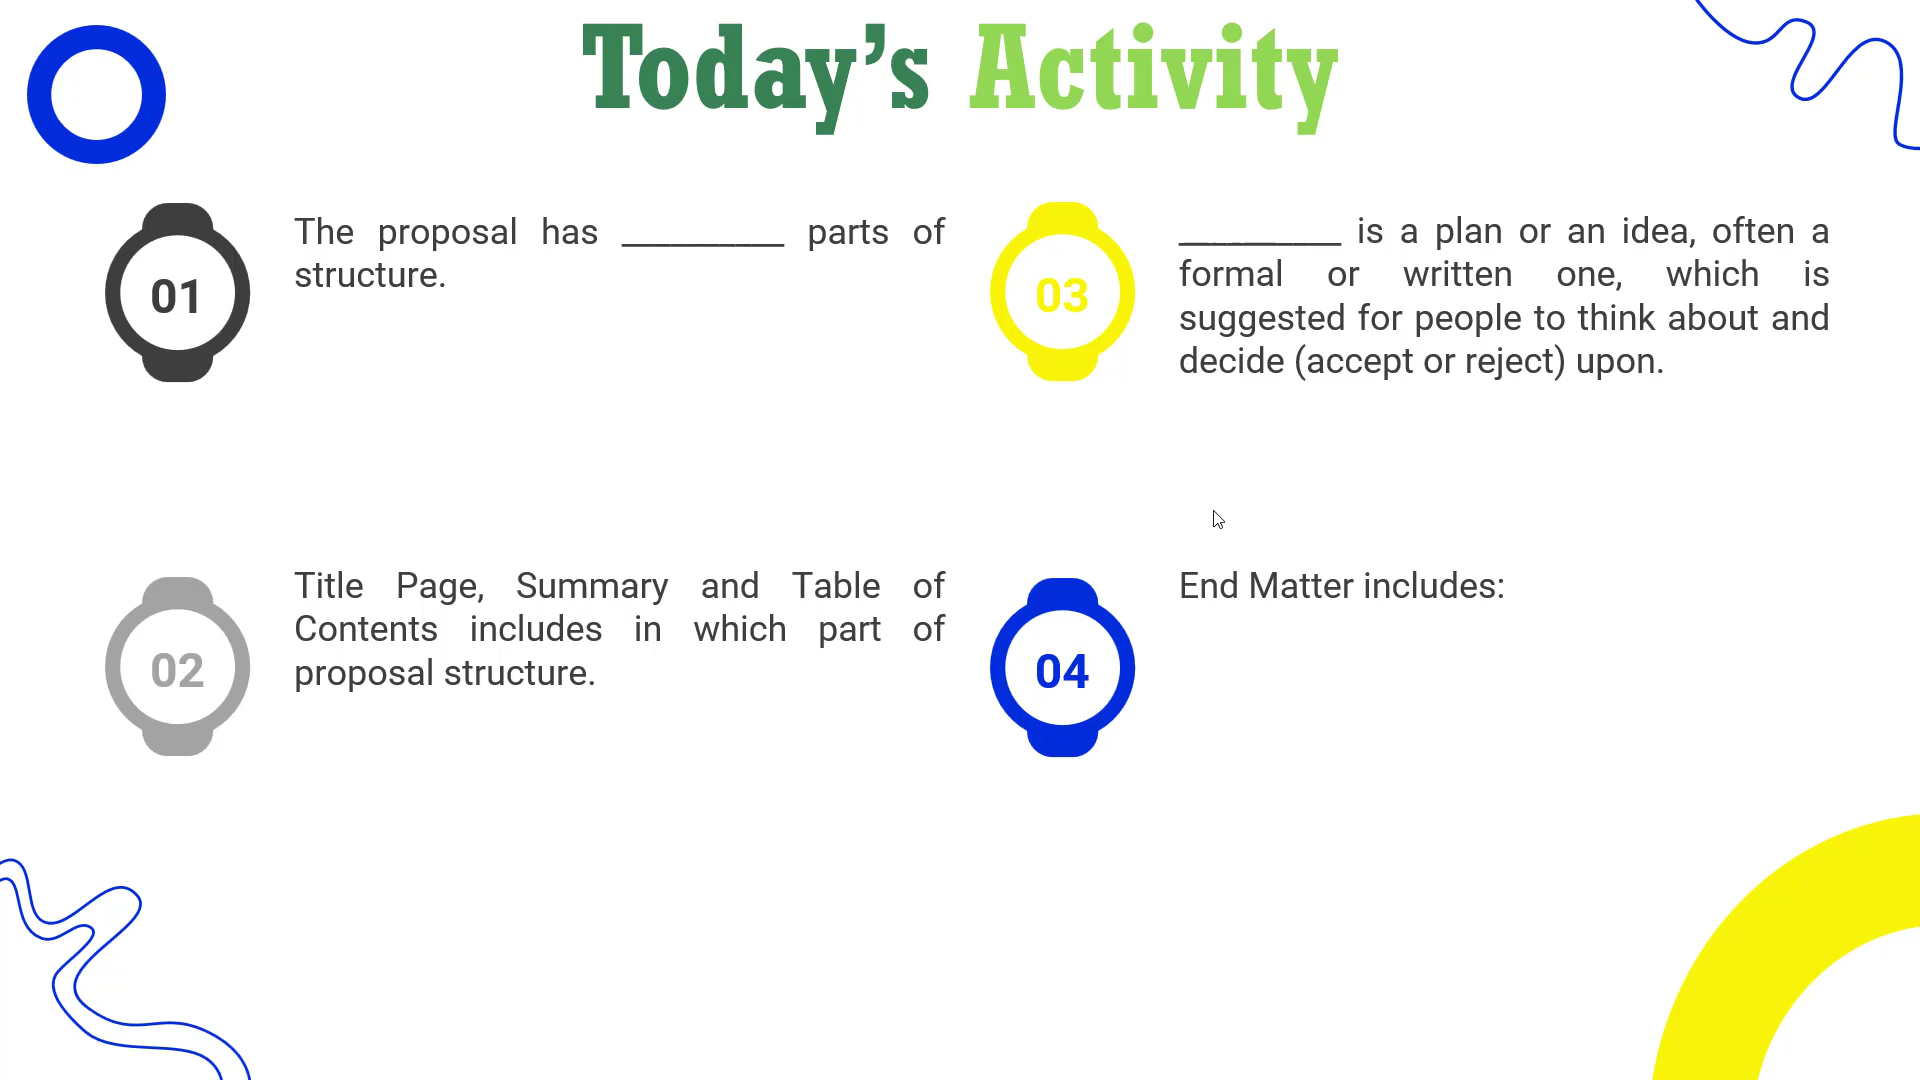 Today's Activity
01
The proposal has __________ parts of
structure.
02
Title Page, Summary and Table of
Contents includes in which part of
proposal structure.
03
__________ is a plan or an idea, often a
formal or written one, which is
suggested for people to think about and
decide (accept or reject) upon.
04
End Matter includes: